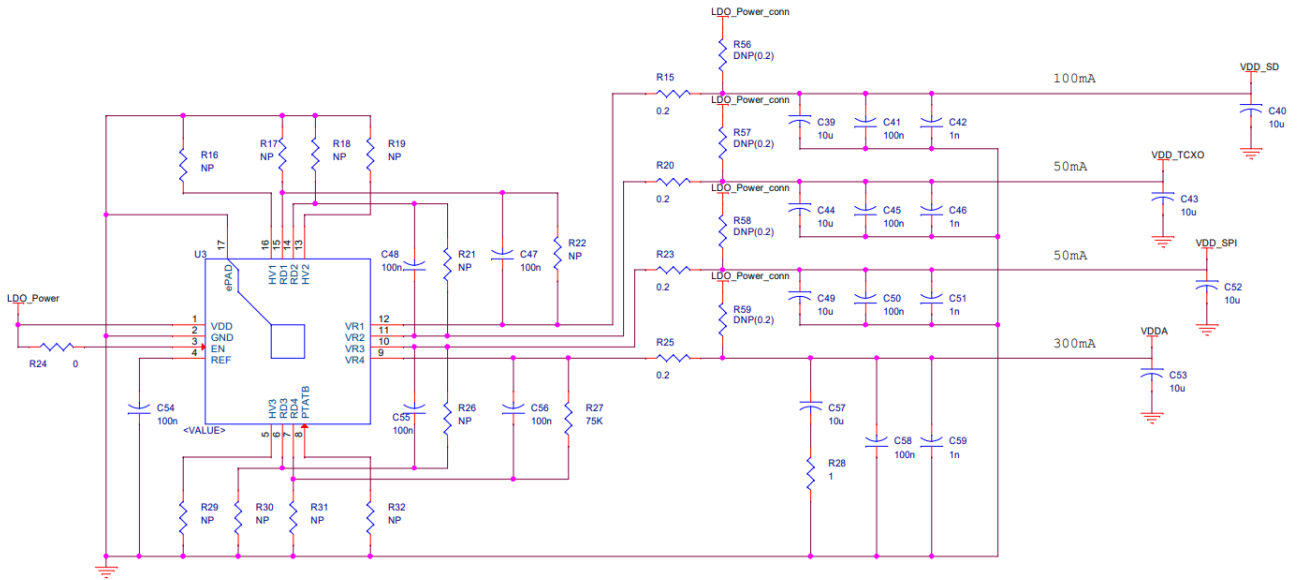 LDO_Power_conn
R56
DNP(0.2)
VDD_SD
R15
0.2
100mA
LDO_Power_conn
C40
10u
C39
10u
C41
100n
C42
1n
R57
DNP(0.2)
R16
NP
R17
NP
R18
NP
R19
NP
VDD_TCXO
R20
0.2
50mA
LDO_Power_conn
C43
10u
C44
10u
C45
100n
C46
1n
R58
DNP(0.2)
17
16
15
14
13
U3
C48
100n
R21
NP
C47
100n
R22
NP
VDD_SPI
R23
0.2
50mA
LDO_Power_conn
ePAD
HV1
RD1
RD2
HV2
C52
10u
C49
10u
C50
100n
C51
1n
R59
DNP(0.2)
LDO_Power
1
2
3
4
VDD
GND
EN
REF
VR1
VR2
VR3
VR4
12
11
10
9
VDDA
R24
0
R25
0.2
300mA
C53
10u
C54
100n
HV3
RD3
RD4
PTATB
C55
100n
R26
NP
C56
100n
R27
75K
C57
10u
<VALUE>
5
6
7
8
C58
100n
C59
1n
R28
1
R29
NP
R30
NP
R31
NP
R32
NP